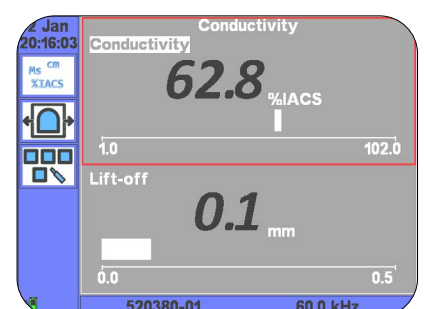 2 Jan
20:16:03
Conductivity
Conductivity
Ms cm
%IACS
62.8 %IACS
1.0 102.0
Lift-off
0.1 mm
0.0 0.5
520380-01 60.0 kHz